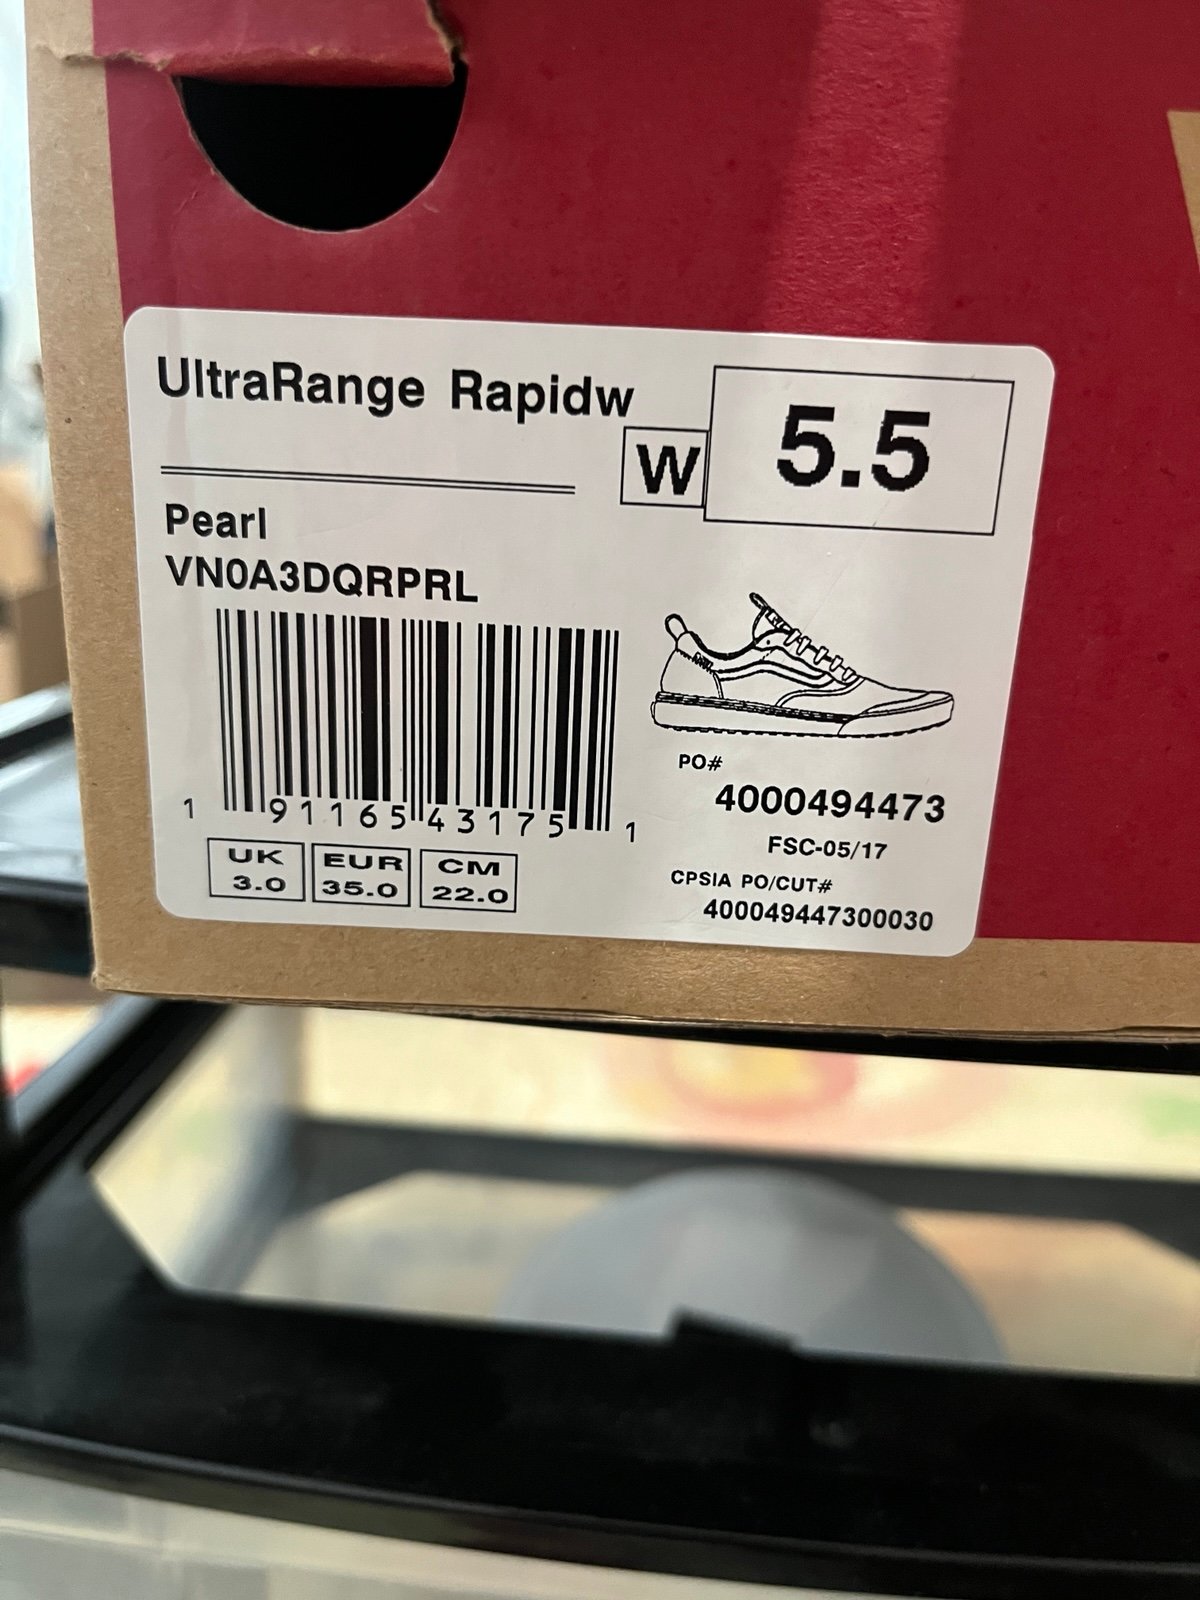 UltraRange Rapidw
W
5.5
Pearl
VN0A3DQRPRL
1 91165 43175 1
UK
3.0
EUR
35.0
CM
22.0
PO#
4000494473
FSC-05/17
CPSIA PO/CUT#
400049447300030